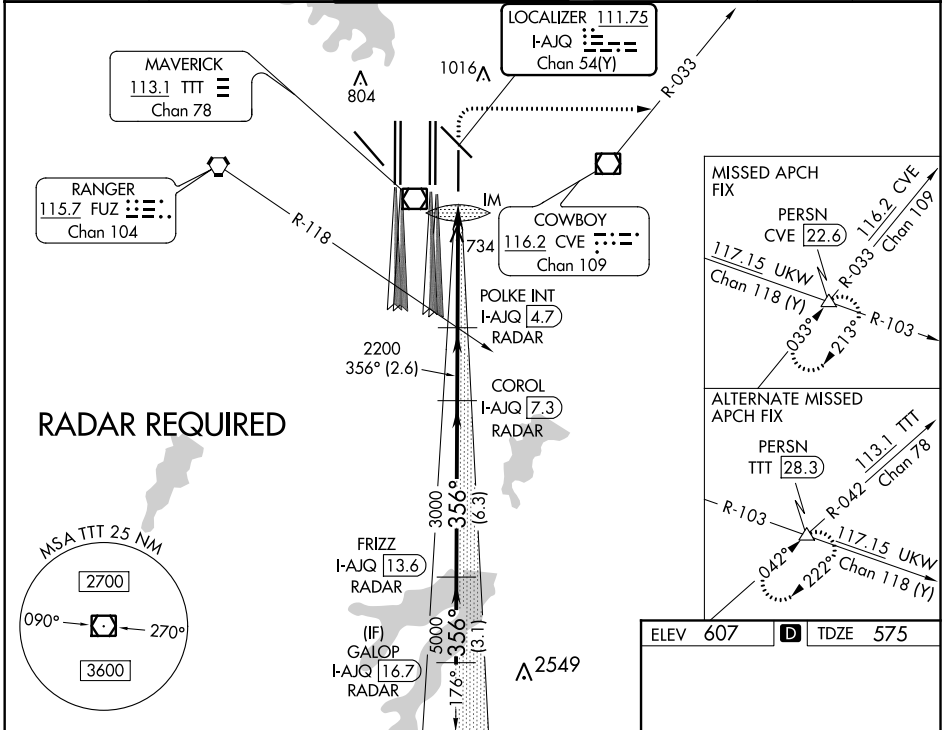 LOCALIZER 111.75
I-AJQ
Chan 54(Y)
MAVERICK
113.1 TTT
Chan 78
804
1016
R-033
RANGER
115.7 FUZ
Chan 104
R-118
IM
734
COWBOY
116.2 CVE
Chan 109
POLKE INT
I-AJQ 4.7
RADAR
2200
356° (2.6)
COROL
I-AJQ 7.3
RADAR
RADAR REQUIRED
3000
356°
(6.3)
FRIZZ
I-AJQ 13.6
RADAR
5000
356°
(3.1)
(IF)
GALOP
I-AJQ 16.7
RADAR
176°
2549
MSA TTT 25 NM
2700
090°
270°
3600
MISSED APCH
FIX
PERSN
CVE 22.6
116.2 CVE
Chan 109
R-033
117.15 UKW
Chan 118 (Y)
R-103
033°
213°
ALTERNATE MISSED
APCH FIX
PERSN
TTT 28.3
113.1 TTT
Chan 78
R-042
R-103
117.15 UKW
Chan 118 (Y)
042°
222°
ELEV 607 D TDZE 575